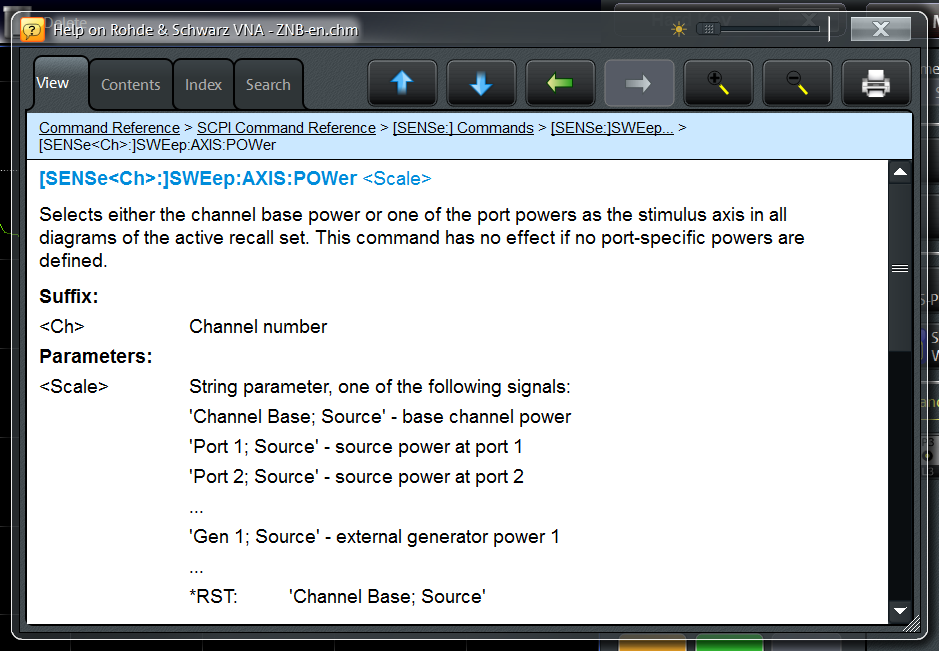 Delete
Help on Rohde & Schwarz VNA - ZNB-en.chm
View Contents Index Search
Command Reference > SCPI Command Reference > [SENSe:] Commands > [SENSe:]SWEep... >
[SENSe<Ch>:]SWEep:AXIS:POWer
[SENSe<Ch>:]SWEep:AXIS:POWer <Scale>
Selects either the channel base power or one of the port powers as the stimulus axis in all
diagrams of the active recall set. This command has no effect if no port-specific powers are
defined.
Suffix:
<Ch> Channel number
Parameters:
<Scale> String parameter, one of the following signals:
'Channel Base; Source' - base channel power
'Port 1; Source' - source power at port 1
'Port 2; Source' - source power at port 2
...
'Gen 1; Source' - external generator power 1
...
*RST: 'Channel Base; Source'